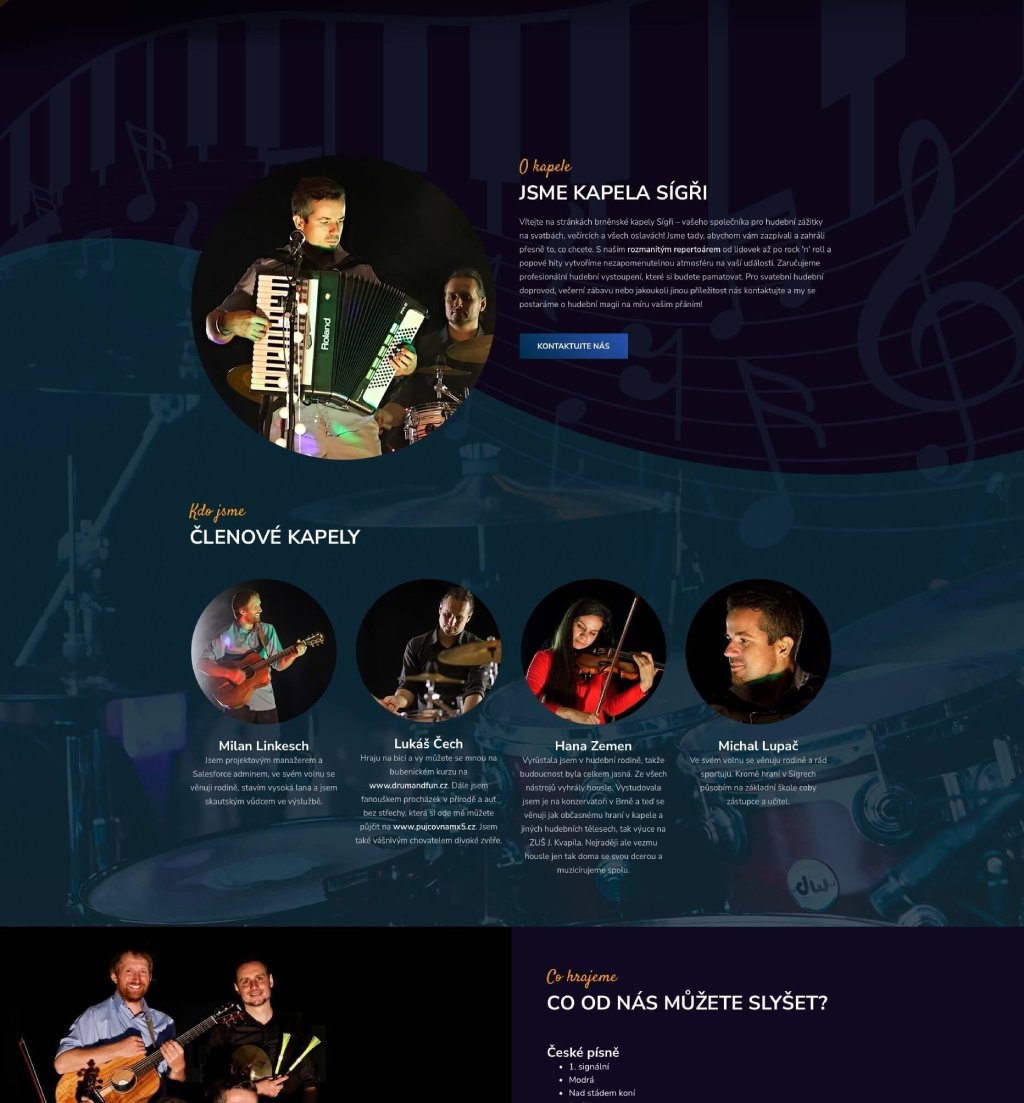 O kapele
JSME KAPELA SÍGŘI
Vítejte na stránkách brněnské kapely Sígři – vašeho společníka pro hudební zážitky
na svatbách, večírcích a všech oslavách! Jsme tady, abychom vám zazpívali a zahráli
přesně to, co chcete. S naším rozmanitým repertoárem od lidovek až po rock 'n' roll a
popové hity vytvoříme nezapomenutelnou atmosféru na vaší události. Zaručujeme
profesionální hudební vystoupení, které si budete pamatovat. Pro svatební hudební
doprovod, večerní zábavu nebo jakoukoli jinou příležitost nás kontaktujte a my se
postaráme o hudební magii na míru vašim přáním!
Roland
KONTAKTUJTE NÁS
Kdo jsme
ČLENOVÉ KAPELY
Milan Linkesch
Jsem projektovým manažerem a
Salesforce adminem, ve svém volnu se
věnuji rodině, stavím vysoká lana a jsem
skautským vůdcem ve výslužbě.
Lukáš Čech
Hraju na bicí a vy můžete se mnou na
bubenickém kurzu na
www.drumandfun.cz. Dále jsem
fanouškem procházek v přírodě a aut
bez střechy, která si ode mě můžete
půjčit na www.pujcovnamx5.cz. Jsem
také vášnivým chovatelem divoké zvěře.
Hana Zemen
Vyrůstala jsem v hudební rodině, takže
budoucnost byla celkem jasná. Ze všech
nástrojů vyhrály housle. Vystudovala
jsem je na konzervatoři v Brně a teď se
věnuji jak občasnému hraní v kapele a
jiných hudebních tělesech, tak výuce na
ZUŠ J. Kvapila. Nejraději ale vezmu
housle jen tak doma se svou dcerou a
muzicírujeme spolu.
Michal Lupač
Ve svém volnu se věnuju rodině a rád
sportuju. Kromě hraní v Sígrech
působím na základní škole coby
zástupce a učitel.
dw
Co hrajeme
CO OD NÁS MŮŽETE SLYŠET?
České písně
• 1. signální
• Modrá
• Nad stádem koní